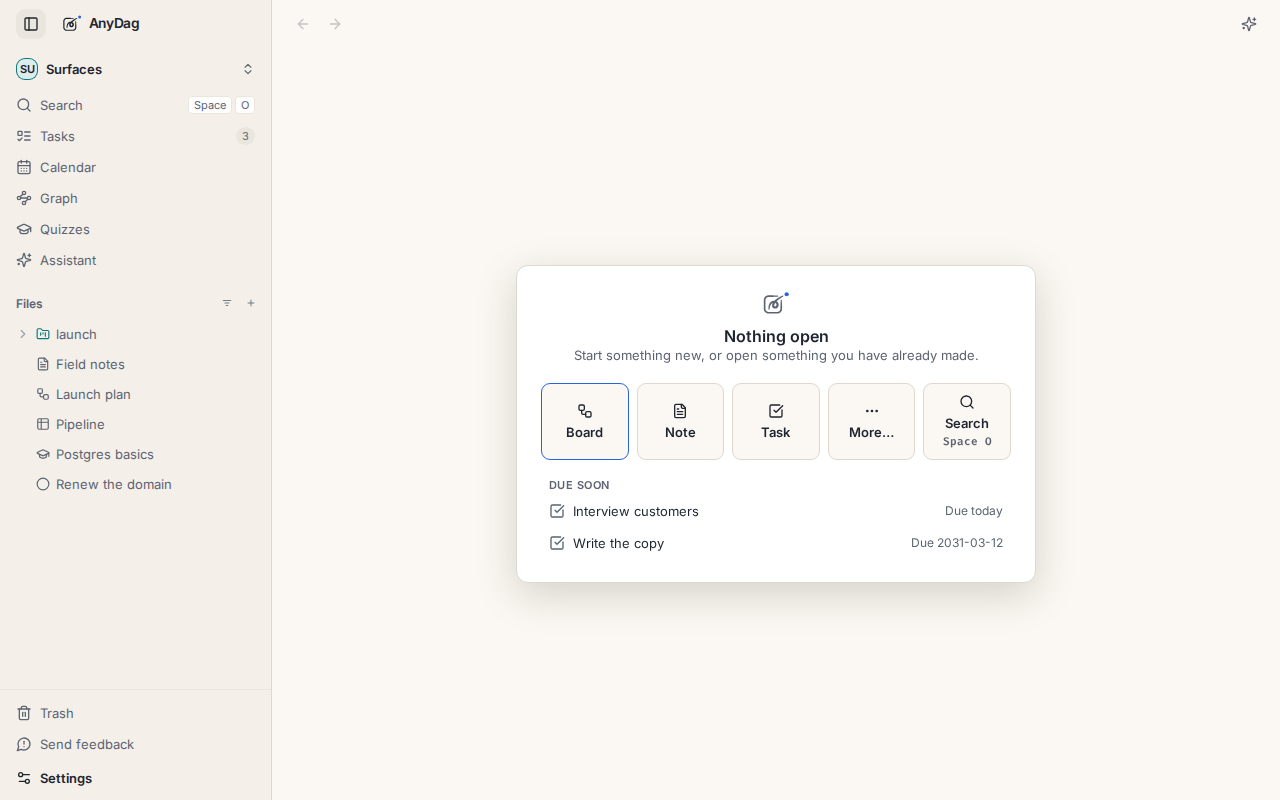 AnyDag
SU Surfaces
Search Space O
Tasks 3
Calendar
Graph
Quizzes
Assistant
Files
launch
Field notes
Launch plan
Pipeline
Postgres basics
Renew the domain
Trash
Send feedback
Settings
Nothing open
Start something new, or open something you have already made.
Board
Note
Task
More...
Search
Space O
DUE SOON
Interview customers Due today
Write the copy Due 2031-03-12